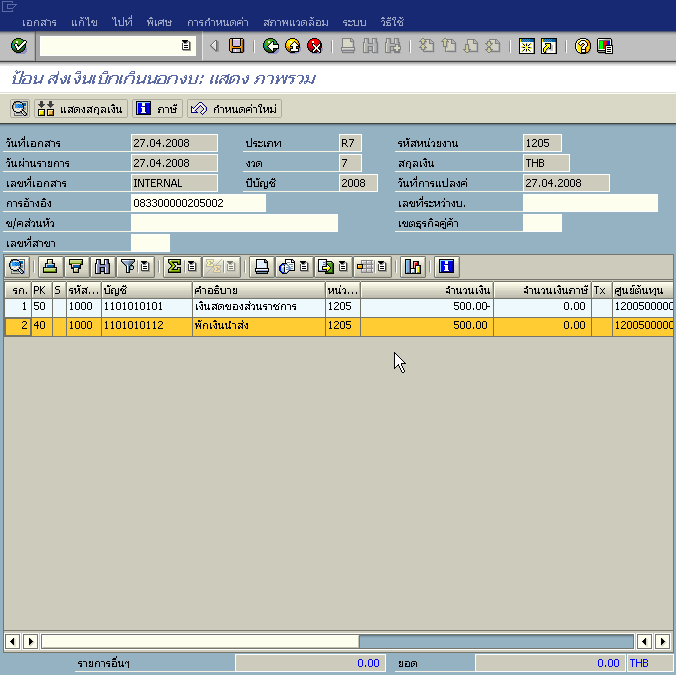 เอกสาร แก้ไข ไปที่ พิเศษ การกำหนดค่า สภาพแวดล้อม ระบบ วิธีใช้
ป้อน ส่งเงินเบิกเกินนอกงบ: แสดง ภาพรวม
แสดงสกุลเงิน ภาษี กำหนดค่าใหม่
วันที่เอกสาร 27.04.2008 ประเภท R7 รหัสหน่วยงาน 1205
วันผ่านรายการ 27.04.2008 งวด 7 สกุลเงิน THB
เลขที่เอกสาร INTERNAL ปีบัญชี 2008 วันที่การแปลงค่ 27.04.2008
การอ้างอิง 083300000205002 เลขที่ระหว่างบ.
ข/คส่วนหัว เขตธุรกิจคู่ค้า
เลขที่สาขา
รก. PK S รหัส... บัญชี คำอธิบาย หน่ว... จำนวนเงิน จำนวนเงินภาษี Tx ศูนย์ต้นทุน
1 50 1000 1101010101 เงินสดของส่วนราชการ 1205 500.00- 0.00 1200500000
2 40 1000 1101010112 พักเงินนำส่ง 1205 500.00 0.00 1200500000
รายการอื่นๆ 0.00 ยอด 0.00 THB